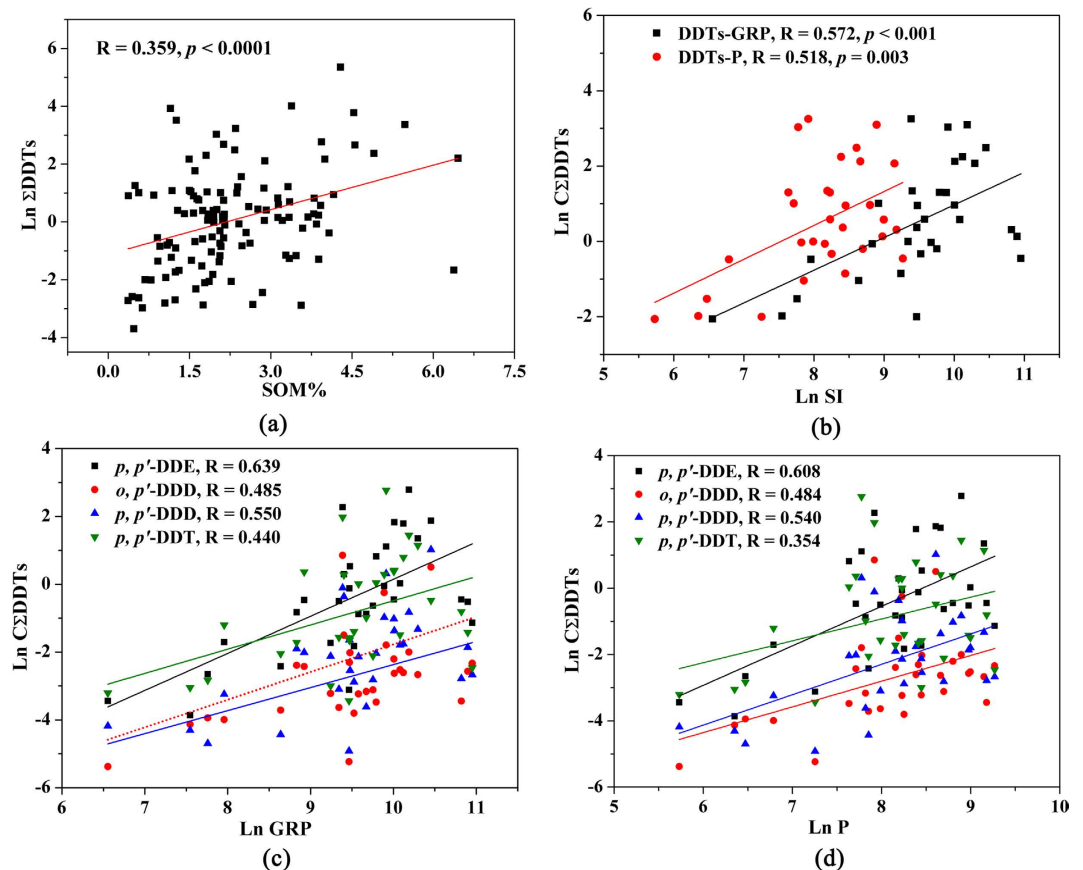 R = 0.359, p < 0.0001
Ln ΣDDTs
6
4
2
0
-2
-4
0.0 1.5 3.0 4.5 6.0 7.5
SOM%
(a)
DDTs-GRP, R = 0.572, p < 0.001
DDTs-P, R = 0.518, p = 0.003
Ln CΣDDTs
6
4
2
0
-2
5 6 7 8 9 10 11
Ln SI
(b)
p, p'-DDE, R = 0.639
o, p'-DDD, R = 0.485
p, p'-DDD, R = 0.550
p, p'-DDT, R = 0.440
Ln CΣDDTs
4
2
0
-2
-4
-6
6 7 8 9 10 11
Ln GRP
(c)
p, p'-DDE, R = 0.608
o, p'-DDD, R = 0.484
p, p'-DDD, R = 0.540
p, p'-DDT, R = 0.354
Ln CΣDDTs
4
2
0
-2
-4
-6
5 6 7 8 9 10
Ln P
(d)